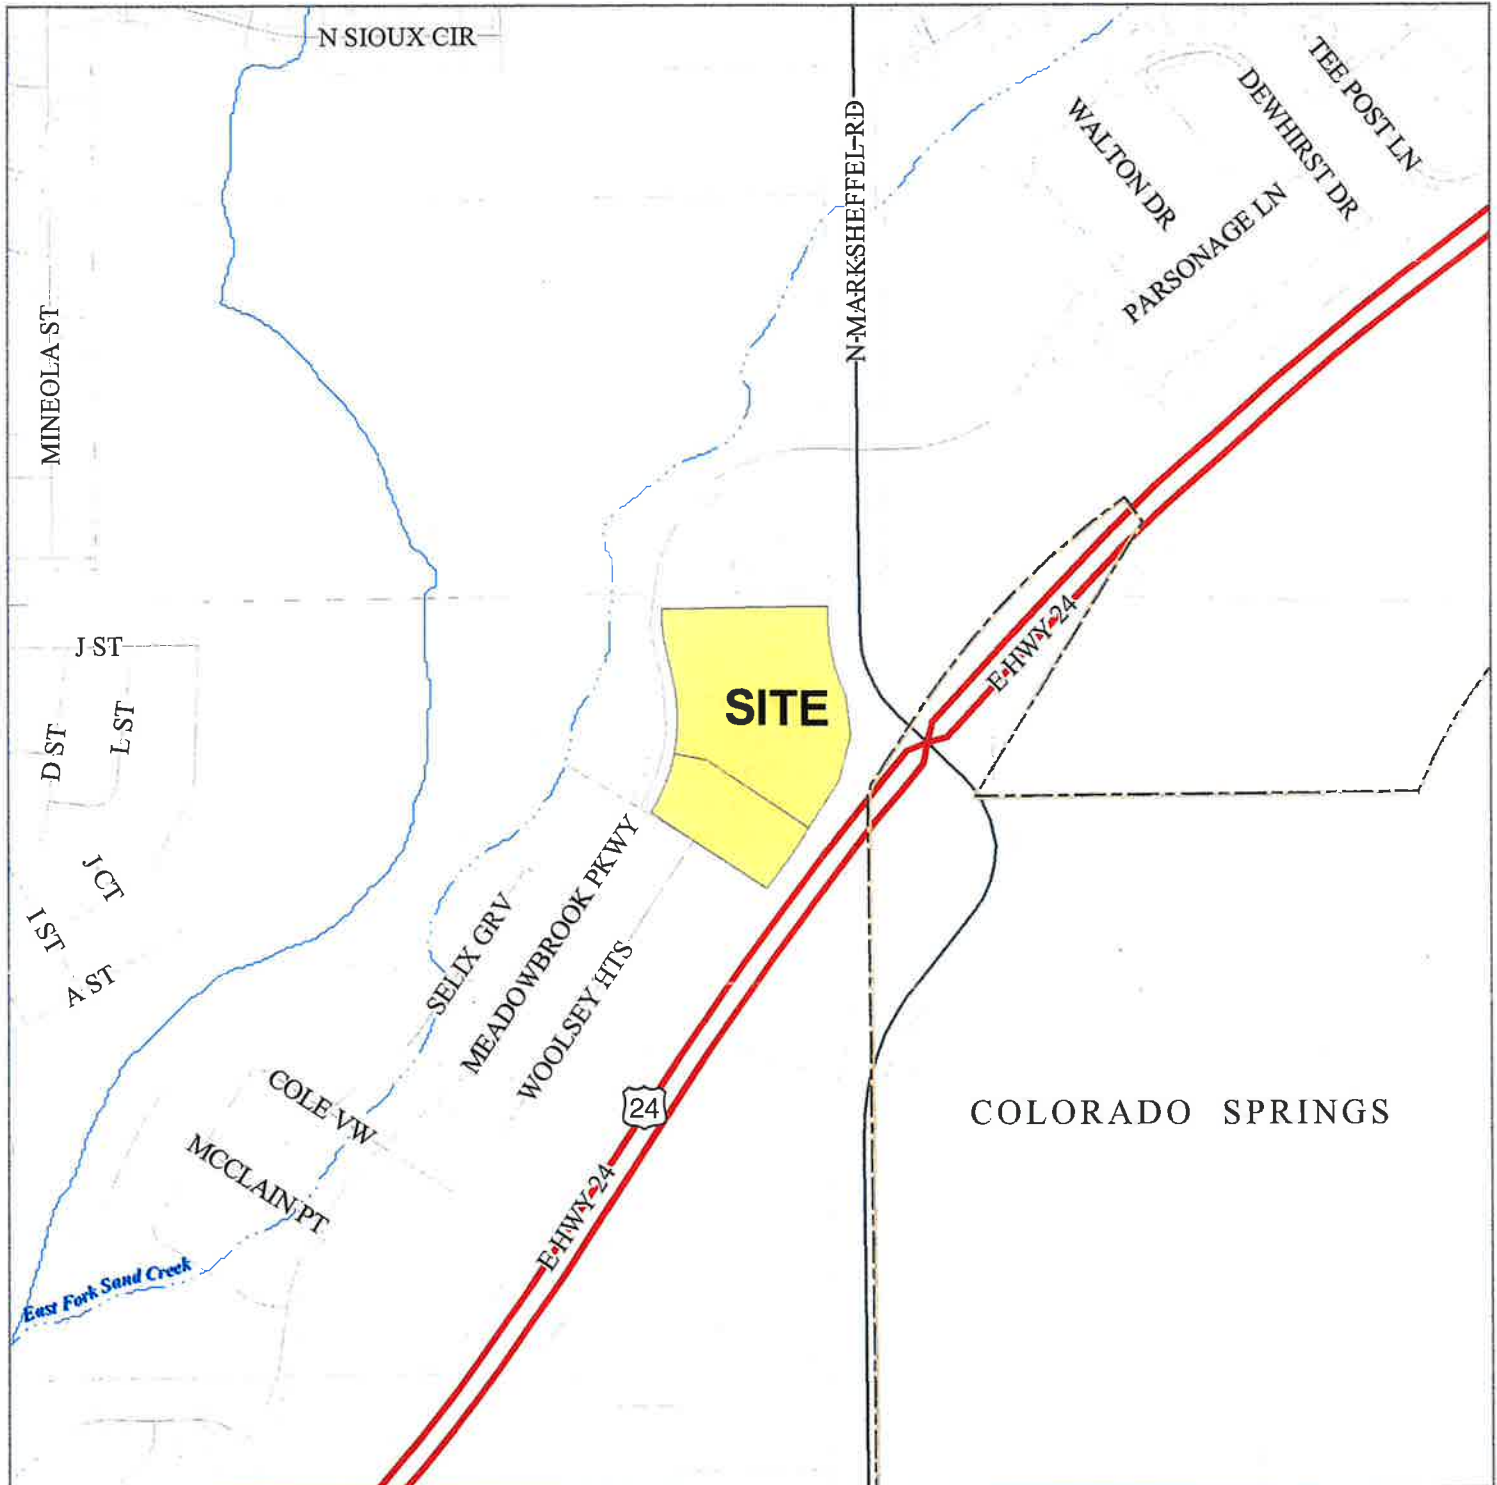 N SIOUX CIR
N MARKSHEFFEL RD
TEE POST LN
DEWHIRST DR
WALTON DR
PARSONAGE LN
MINEOLA ST
E HWY 24
J ST
SITE
L ST
D ST
J CT
I ST
A ST
SELIX GRV
MEADOWBROOK PKWY
WOOLSEY HTS
24
COLORADO SPRINGS
COLE VW
MCCLAIN PT
E HWY 24
East Fork Sand Creek